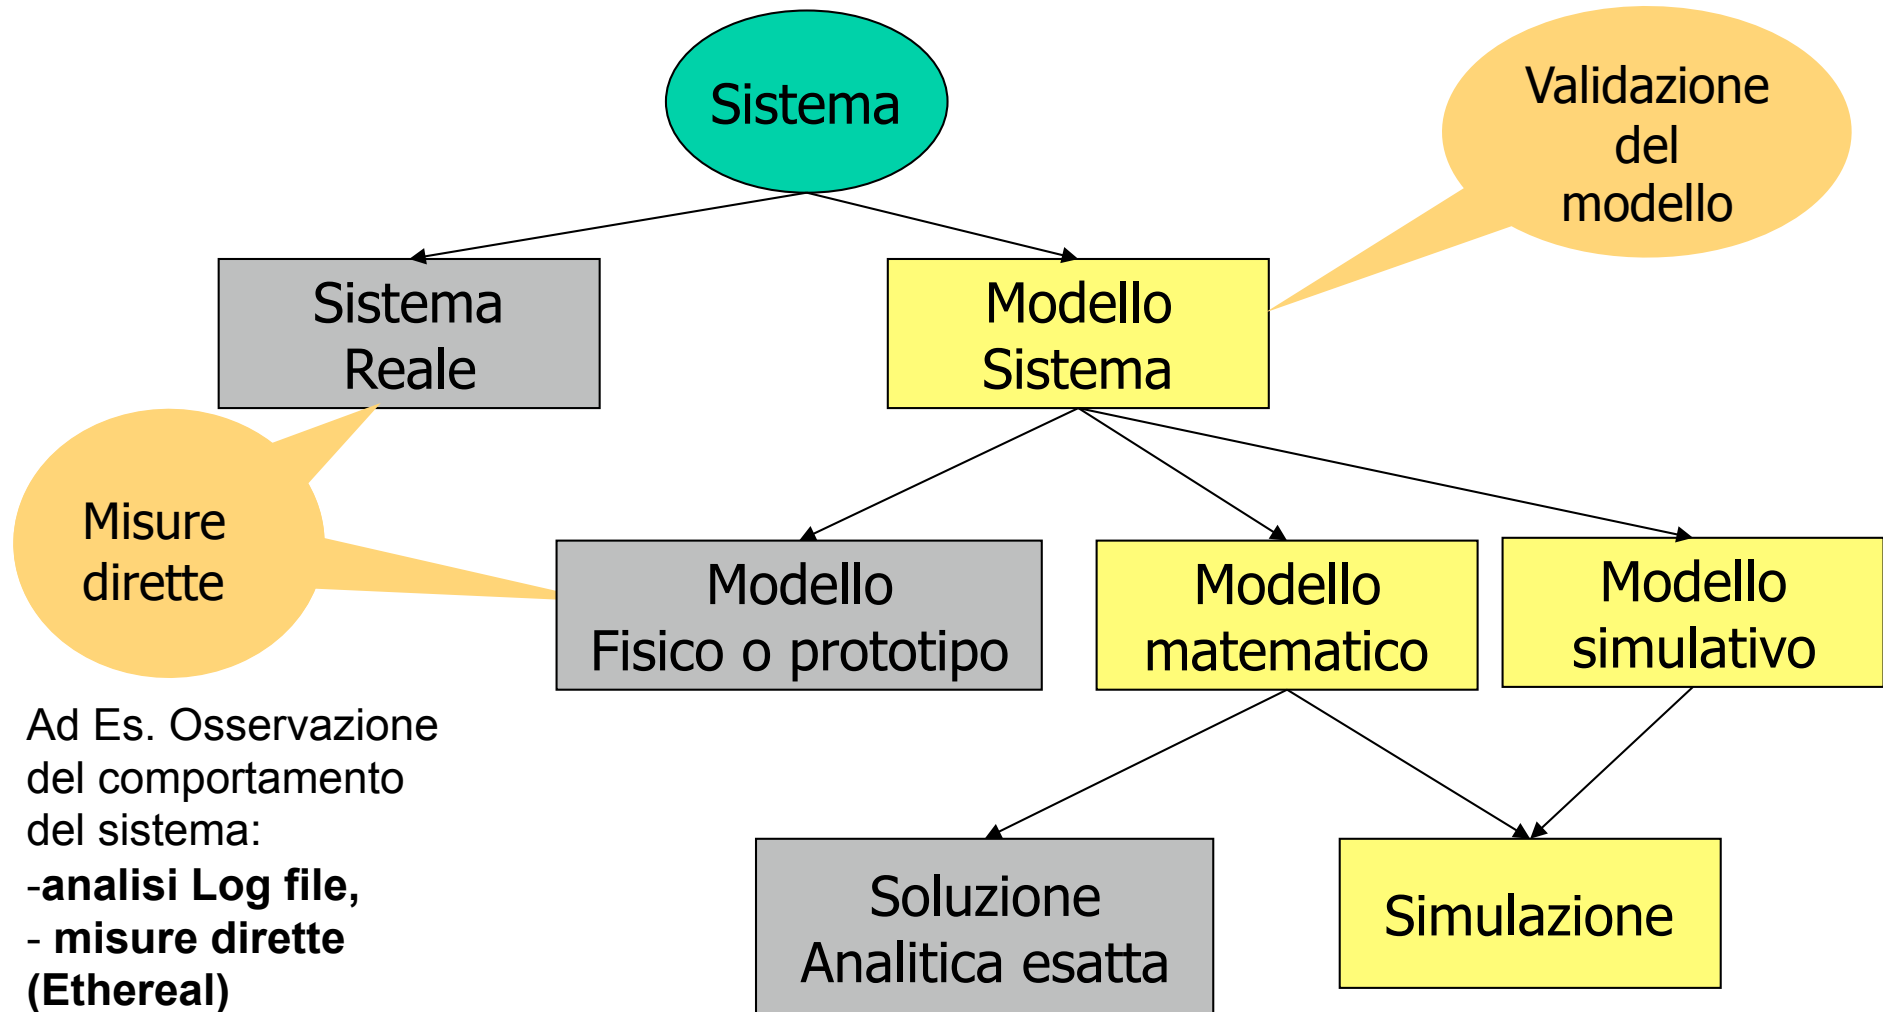 Sistema
Validazione
del
modello
Sistema
Reale
Modello
Sistema
Misure
dirette
Modello
Fisico o prototipo
Modello
matematico
Modello
simulativo
Ad Es. Osservazione
del comportamento
del sistema:
-analisi Log file,
- misure dirette
(Ethereal)
Soluzione
Analitica esatta
Simulazione